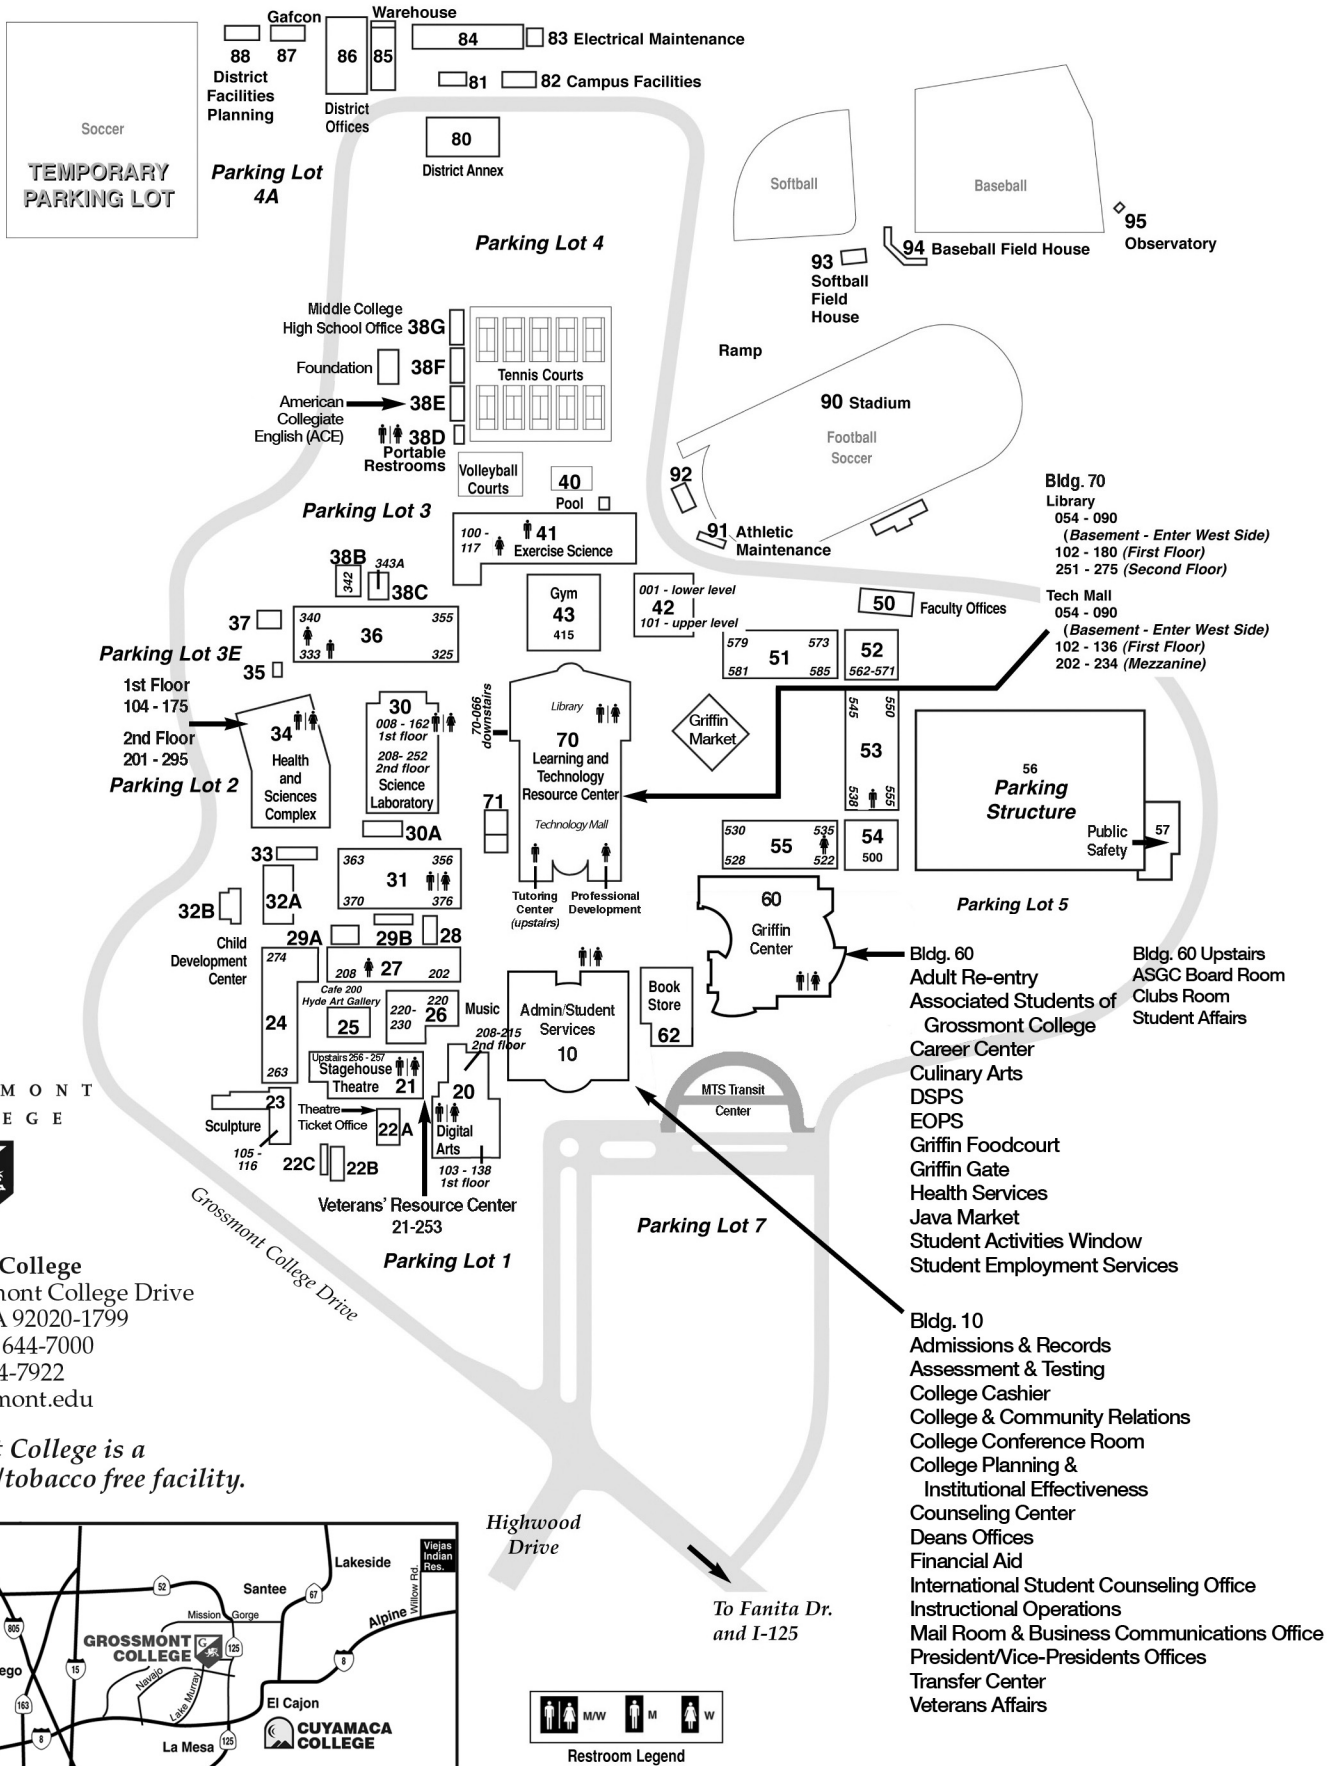 Gafcon
Warehouse
88
87
86
85
84
83 Electrical Maintenance
81
82 Campus Facilities
District
Facilities
Planning
District
Offices
80
District Annex
Soccer
TEMPORARY
PARKING LOT
Parking Lot
4A
Parking Lot 4
Softball
Baseball
95
Observatory
94 Baseball Field House
93
Softball
Field
House
Ramp
Middle College
High School Office 38G
Foundation
38F
American
Collegiate
English (ACE)
38E
38D
Portable
Restrooms
Tennis Courts
Volleyball
Courts
40
Pool
90 Stadium
Football
Soccer
92
91 Athletic
Maintenance
Parking Lot 3
100 -
117
41
Exercise Science
38B
342
343A
38C
Gym
43
415
001 - lower level
42
101 - upper level
50
Faculty Offices
Bldg. 70
Library
054 - 090
(Basement - Enter West Side)
102 - 180 (First Floor)
251 - 275 (Second Floor)
Tech Mall
054 - 090
(Basement - Enter West Side)
102 - 136 (First Floor)
202 - 234 (Mezzanine)
37
340
355
36
333
325
Parking Lot 3E
35
579
573
51
581
585
52
562-571
1st Floor
104 - 175
2nd Floor
201 - 295
Parking Lot 2
34
Health
and
Sciences
Complex
30
008 - 162
1st floor
208- 252
2nd floor
Science
Laboratory
30A
70-066
downstairs
Library
70
Learning and
Technology
Resource Center
Technology Mall
71
Griffin
Market
545
550
53
538
555
56
Parking
Structure
Public
Safety
57
Parking Lot 5
530
535
55
528
522
54
500
33
363
356
31
370
376
32A
32B
Child
Development
Center
Tutoring
Center
(upstairs)
Professional
Development
60
Griffin
Center
29A
29B
28
274
24
263
208
27
202
Cafe 200
Hyde Art Gallery
25
220
220-
230
26
Music
208-215
2nd floor
Admin/Student
Services
10
Book
Store
62
Upstairs 256 - 257
Stagehouse
Theatre
21
20
Digital
Arts
103 - 138
1st floor
23
Sculpture
105 -
116
Theatre
Ticket Office
22A
22C
22B
Veterans' Resource Center
21-253
Parking Lot 1
MTS Transit
Center
Parking Lot 7
Grossmont College Drive
Bldg. 60
Adult Re-entry
Associated Students of
Grossmont College
Career Center
Culinary Arts
DSPS
EOPS
Griffin Foodcourt
Griffin Gate
Health Services
Java Market
Student Activities Window
Student Employment Services
Bldg. 60 Upstairs
ASGC Board Room
Clubs Room
Student Affairs
Bldg. 10
Admissions & Records
Assessment & Testing
College Cashier
College & Community Relations
College Conference Room
College Planning &
Institutional Effectiveness
Counseling Center
Deans Offices
Financial Aid
International Student Counseling Office
Instructional Operations
Mail Room & Business Communications Office
President/Vice-Presidents Offices
Transfer Center
Veterans Affairs
M O N T
E G E
College
mont College Drive
A 92020-1799
644-7000
4-7922
mont.edu
t College is a
/tobacco free facility.
Highwood
Drive
To Fanita Dr.
and I-125
Viejas
Indian
Res.
Willow Rd.
Lakeside
52
Santee
67
Mission Gorge
Alpine
805
GROSSMONT
COLLEGE
G
125
8
ego
15
Navajo
Lake Murray
163
El Cajon
8
La Mesa
125
CUYAMACA
COLLEGE
M/W
M
W
Restroom Legend